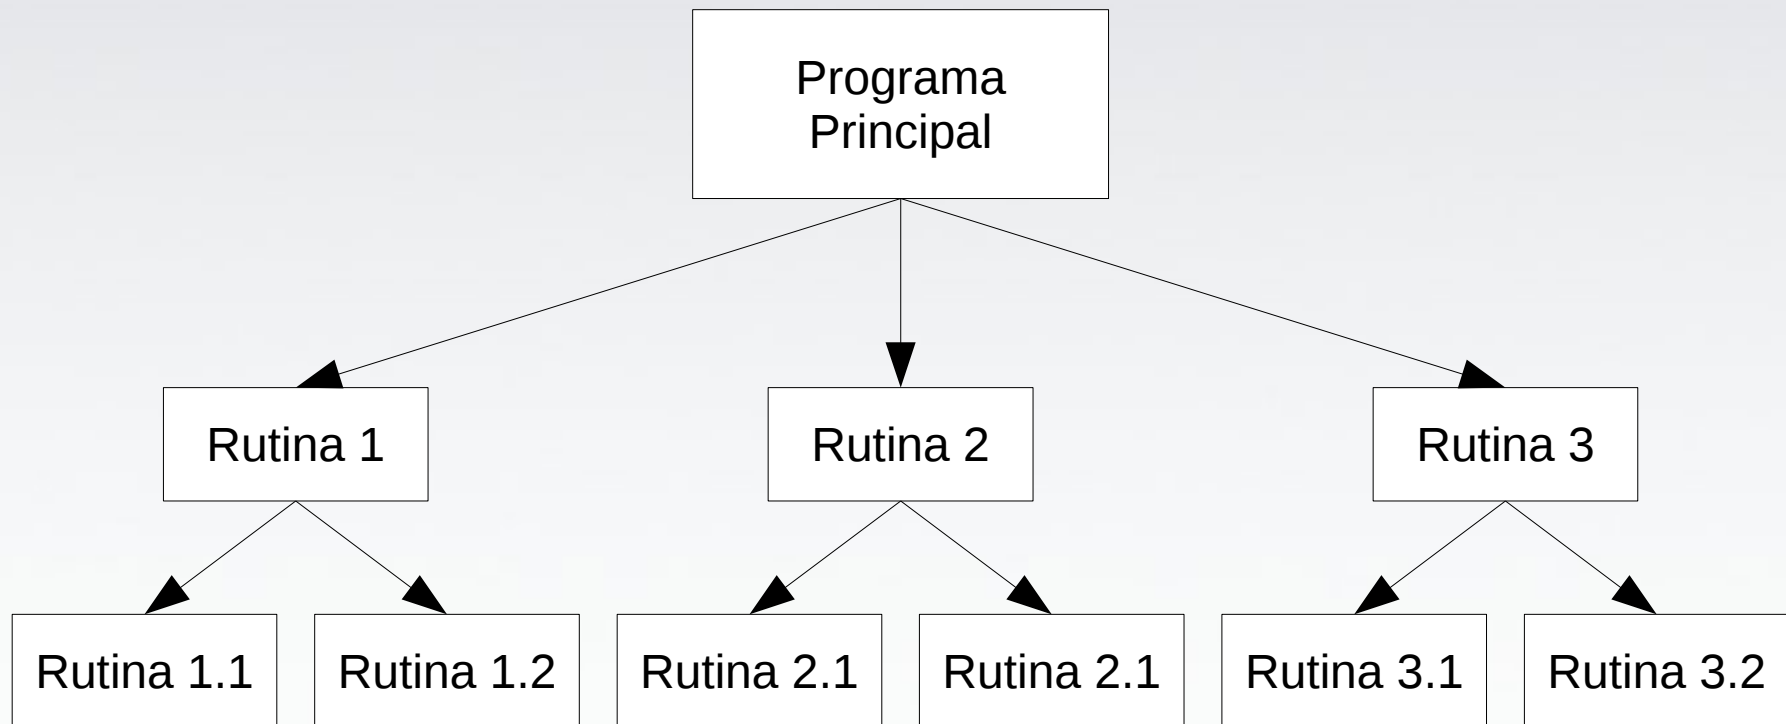 Programa
Principal
Rutina 1
Rutina 2
Rutina 3
Rutina 1.1
Rutina 1.2
Rutina 2.1
Rutina 2.1
Rutina 3.1
Rutina 3.2